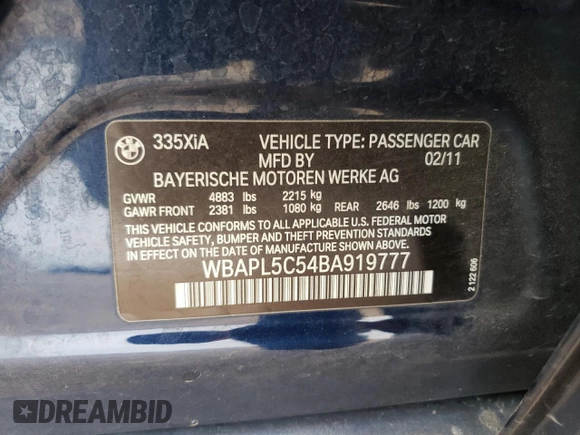 BMW
335XiA VEHICLE TYPE: PASSENGER CAR
MFD BY 02/11
BAYERISCHE MOTOREN WERKE AG
GVWR 4883 lbs 2215 kg
GAWR FRONT 2381 lbs 1080 kg REAR 2646 lbs 1200 kg
THIS VEHICLE CONFORMS TO ALL APPLICABLE U.S. FEDERAL MOTOR
VEHICLE SAFETY, BUMPER AND THEFT PREVENTION STANDARDS
IN EFFECT ON THE DATE OF MANUFACTURE SHOWN ABOVE
WBAPL5C54BA919777
2 122 606
DREAMBID